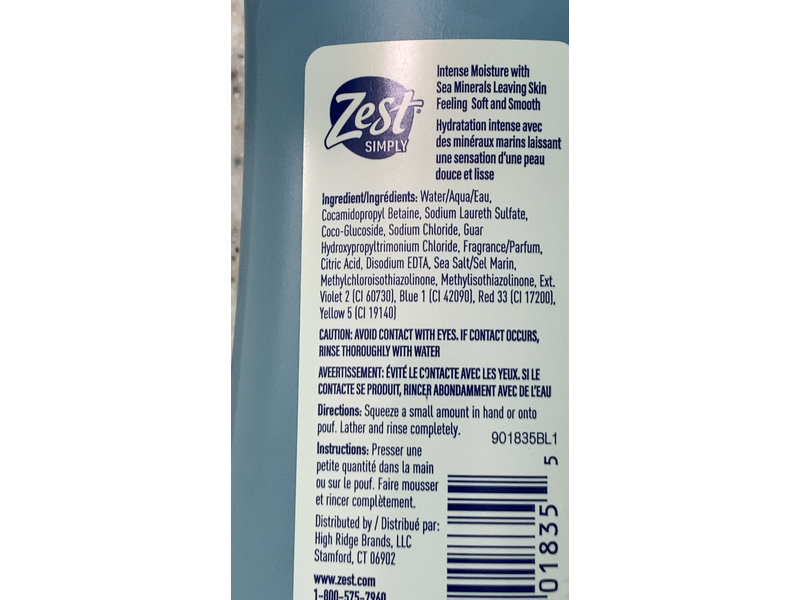 Zest®
SIMPLY
Intense Moisture with
Sea Minerals Leaving Skin
Feeling Soft and Smooth
Hydratation intense avec
des minéraux marins laissant
une sensation d'une peau
douce et lisse
Ingredient/Ingrédients: Water/Aqua/Eau,
Cocamidopropyl Betaine, Sodium Laureth Sulfate,
Coco-Glucoside, Sodium Chloride, Guar
Hydroxypropyltrimonium Chloride, Fragrance/Parfum,
Citric Acid, Disodium EDTA, Sea Salt/Sel Marin,
Methylchloroisothiazolinone, Methylisothiazolinone, Ext.
Violet 2 (CI 60730), Blue 1 (CI 42090), Red 33 (CI 17200),
Yellow 5 (CI 19140)
CAUTION: AVOID CONTACT WITH EYES. IF CONTACT OCCURS,
RINSE THOROUGHLY WITH WATER
AVEERTISSEMENT: ÉVITÉ LE CONTACTE AVEC LES YEUX. SI LE
CONTACTE SE PRODUIT, RINCER ABONDAMMENT AVEC DE L'EAU
Directions: Squeeze a small amount in hand or onto
pouf. Lather and rinse completely.
901835BL1
Instructions: Presser une
petite quantité dans la main
ou sur le pouf. Faire mousser
et rincer complètement.
Distributed by / Distribué par:
High Ridge Brands, LLC
Stamford, CT 06902
www.zest.com
1-800-575-7960
01835 5